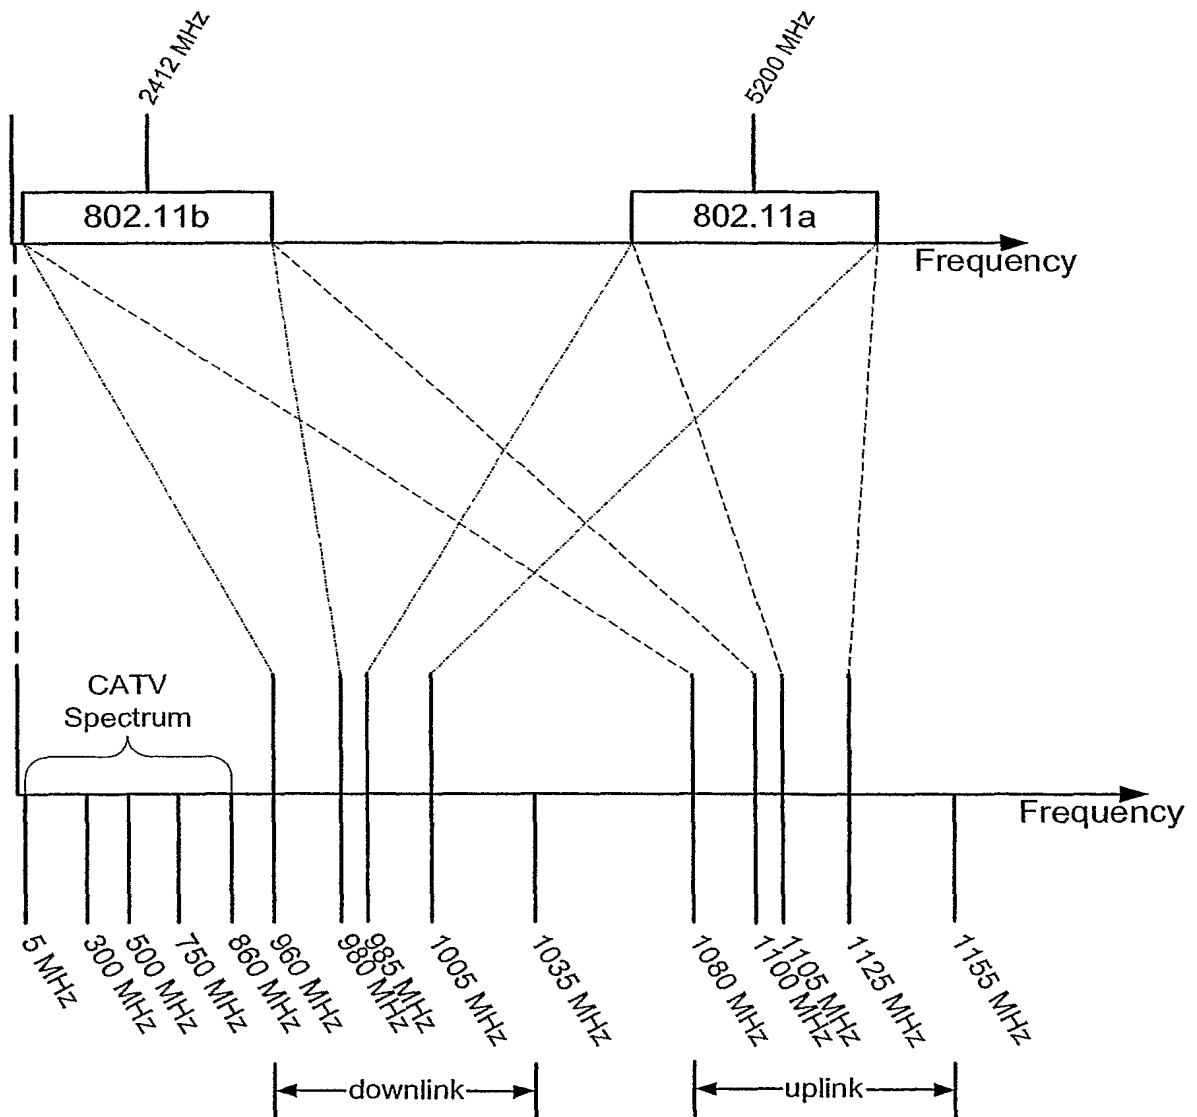 2412 MHz
5200 MHz
802.11b
802.11a
Frequency
CATV
Spectrum
Frequency
5 MHz
300 MHz
500 MHz
750 MHz
860 MHz
960 MHz
980 MHz
985 MHz
1005 MHz
1035 MHz
1080 MHz
1100 MHz
1105 MHz
1125 MHz
1155 MHz
downlink
uplink